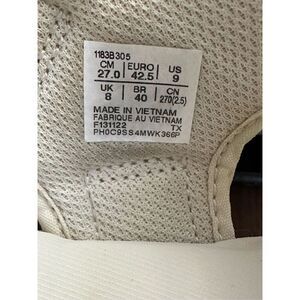 1183B305
CM EURO US
27.0 42.5 9
UK BR CN
8 40 270(2.5)
MADE IN VIETNAM
FABRIQUE AU VIETNAM
F131122 TX
PH0C9SS4MWK366P